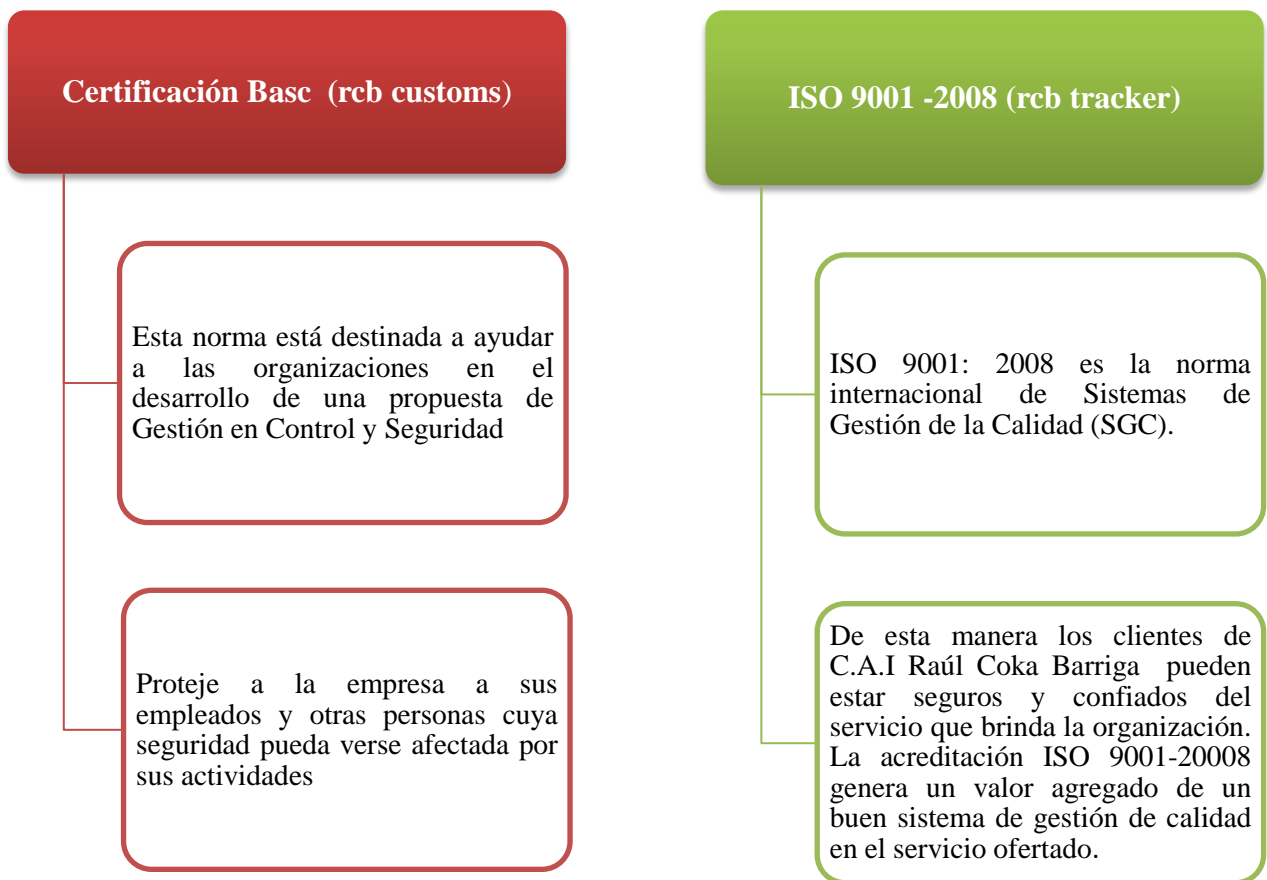 Certificación Basc (rcb customs)
Esta norma está destinada a ayudar
a las organizaciones en el
desarrollo de una propuesta de
Gestión en Control y Seguridad
Proteje a la empresa a sus
empleados y otras personas cuya
seguridad pueda verse afectada por
sus actividades
ISO 9001 -2008 (rcb tracker)
ISO 9001: 2008 es la norma
internacional de Sistemas de
Gestión de la Calidad (SGC).
De esta manera los clientes de
C.A.I Raúl Coka Barriga pueden
estar seguros y confiados del
servicio que brinda la organización.
La acreditación ISO 9001-20008
genera un valor agregado de un
buen sistema de gestión de calidad
en el servicio ofertado.